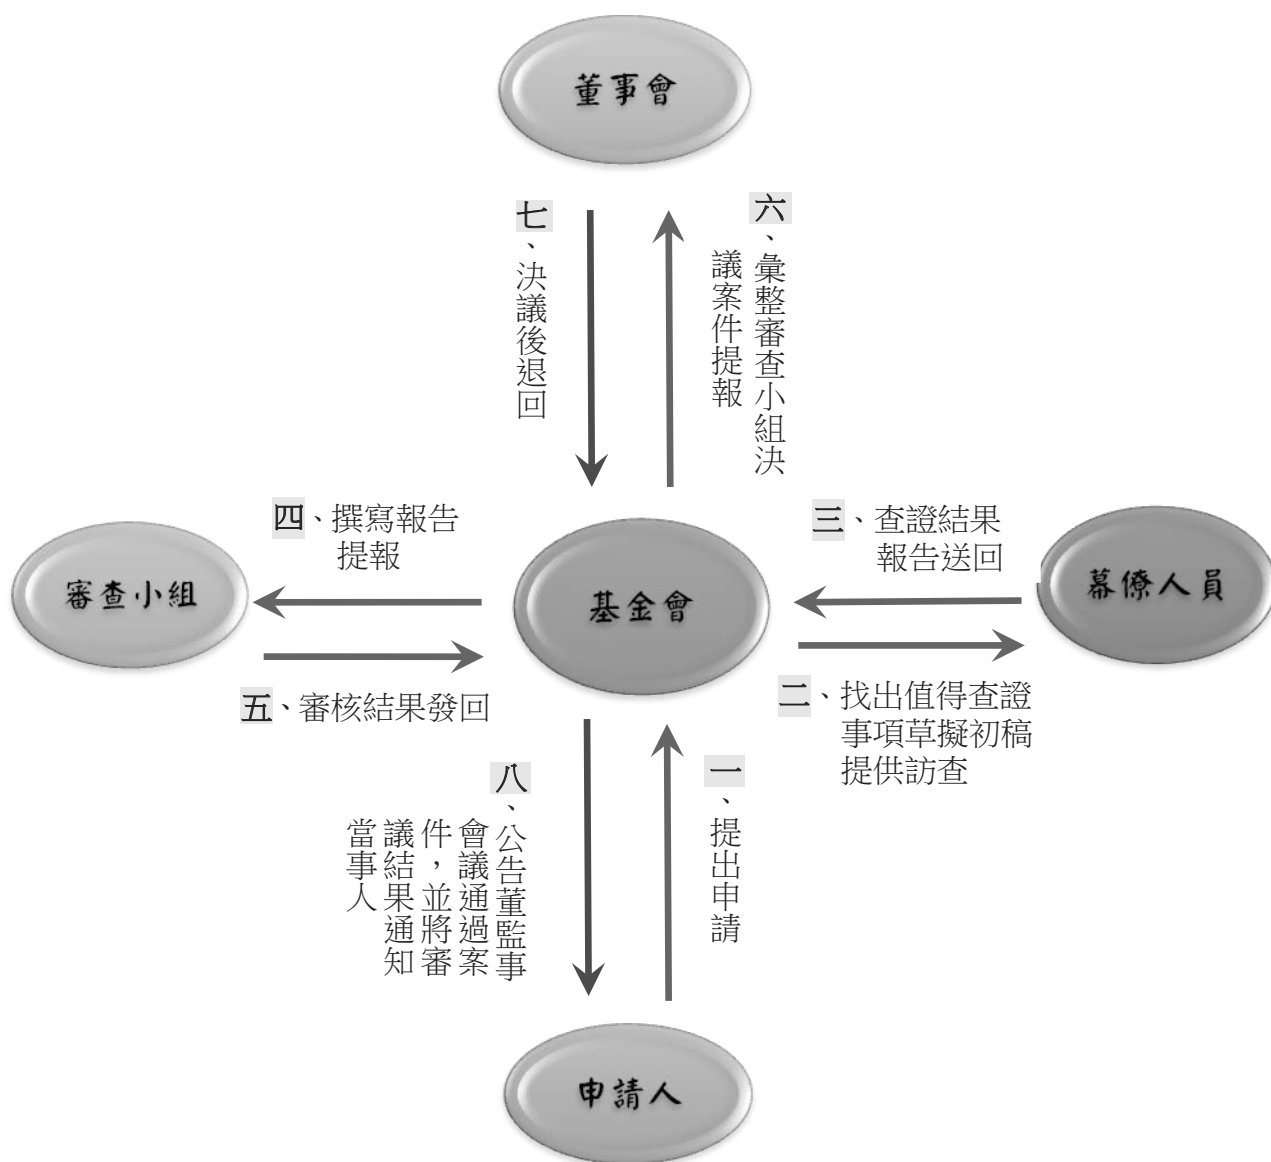 董事會
七、決議後退回
六、彙整審查小組決
議案件提報
四、撰寫報告
提報
三、查證結果
報告送回
審查小組
基金會
幕僚人員
五、審核結果發回
二、找出值得查證
事項草擬初稿
提供訪查
八、公告董監事
會議通過案
件，並將審
議結果通知
當事人
一、提出申請
申請人